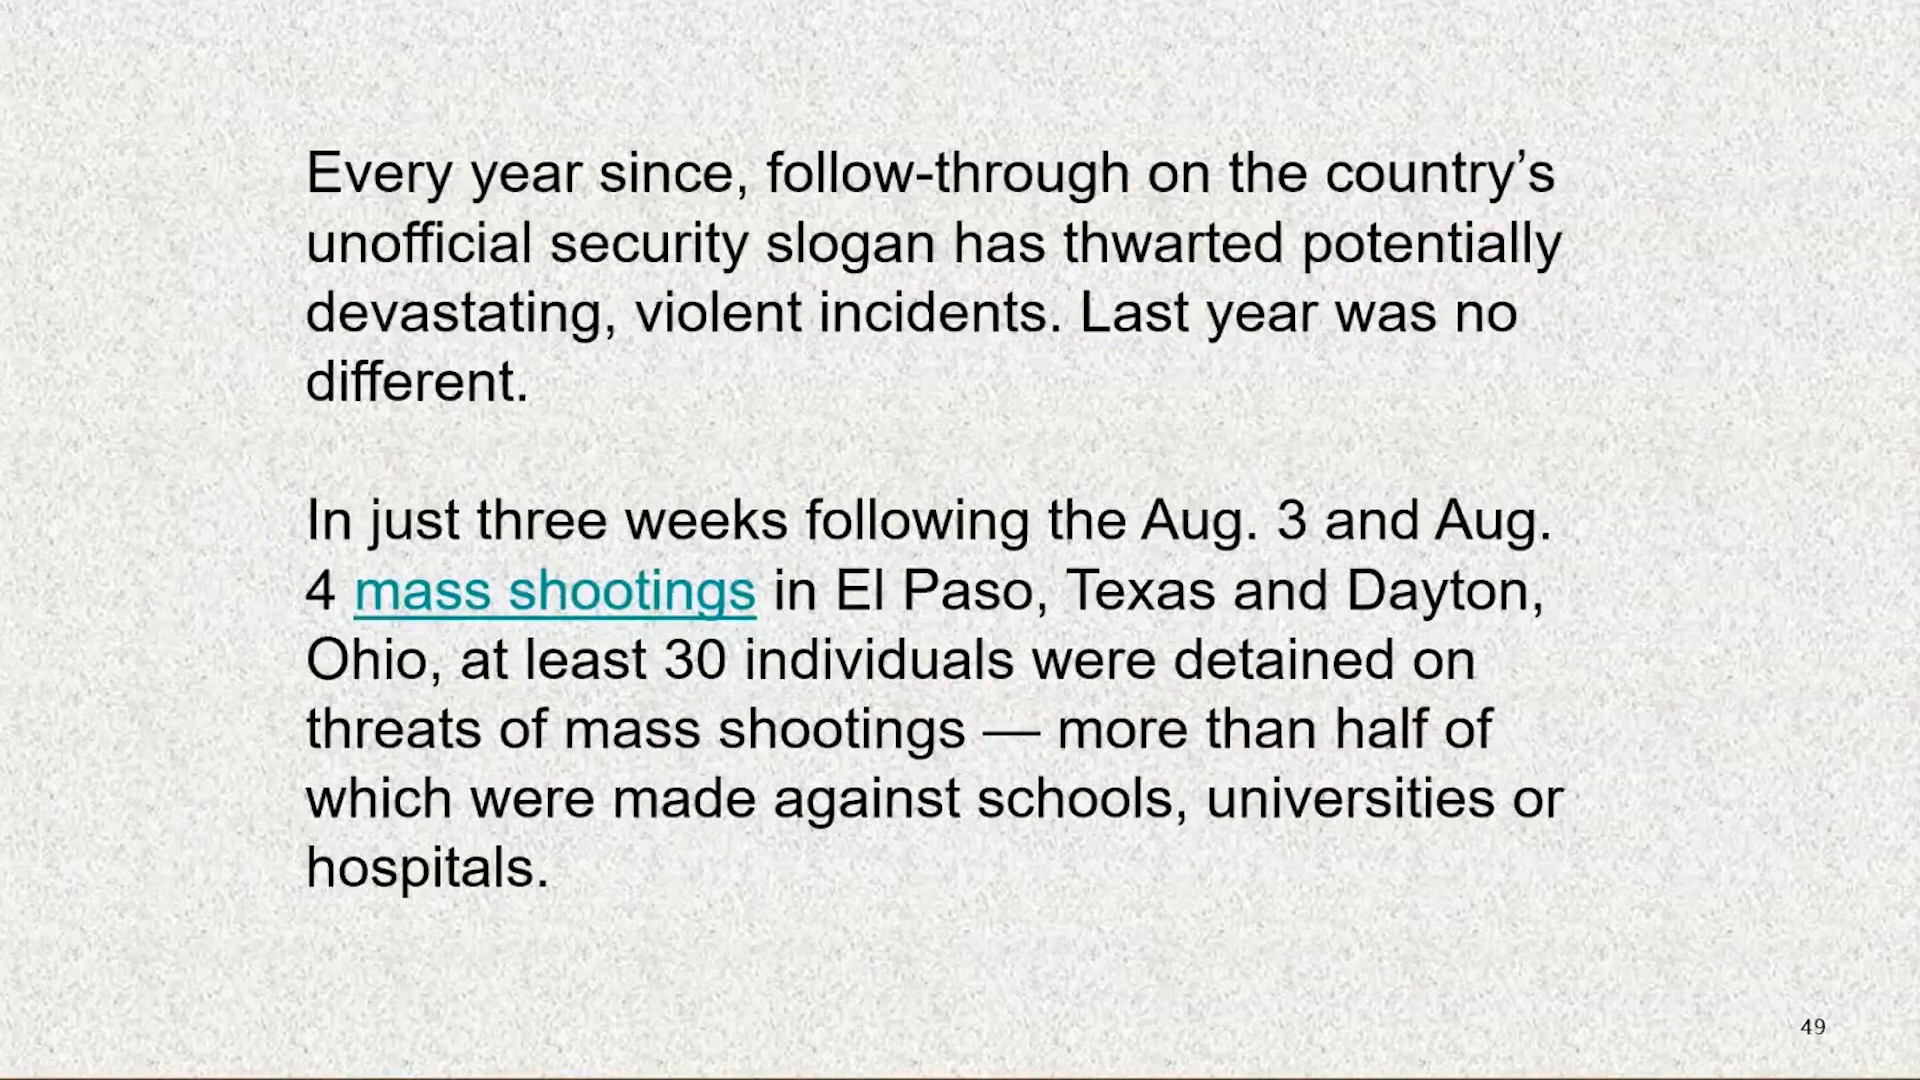 Every year since, follow-through on the country’s
unofficial security slogan has thwarted potentially
devastating, violent incidents. Last year was no
different.
In just three weeks following the Aug. 3 and Aug.
4 mass shootings in El Paso, Texas and Dayton,
Ohio, at least 30 individuals were detained on
threats of mass shootings — more than half of
which were made against schools, universities or
hospitals.
49